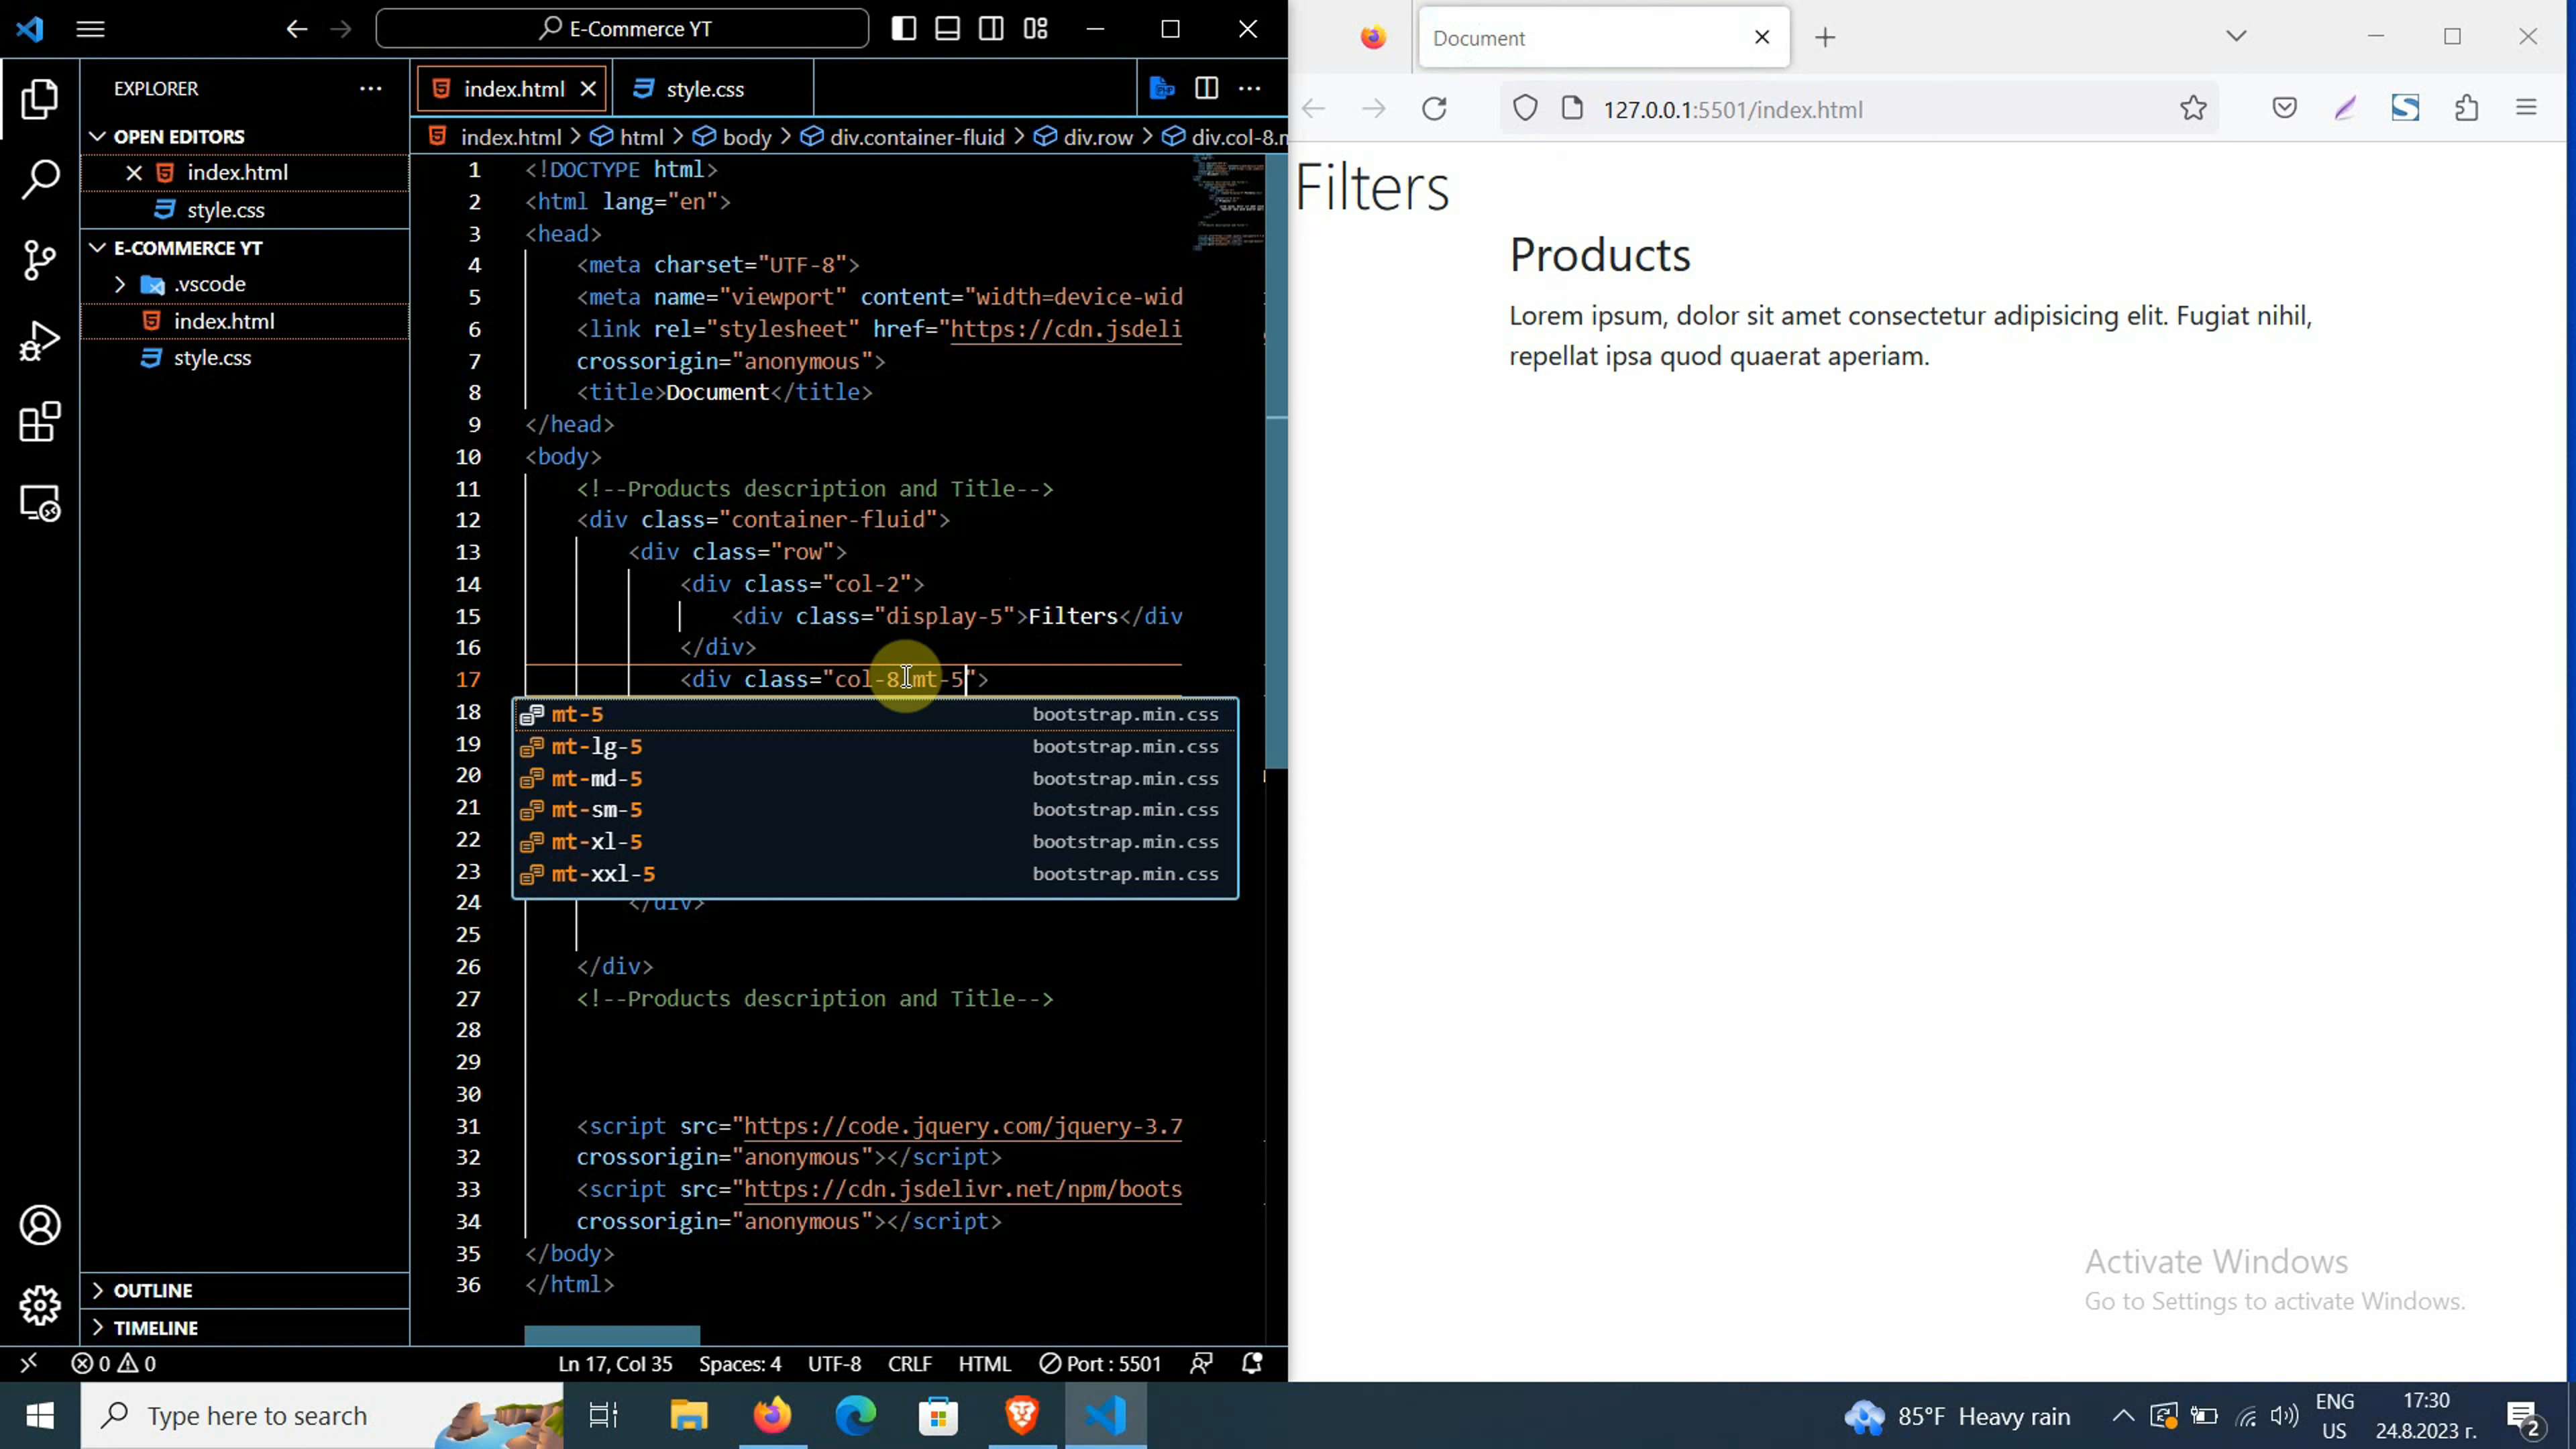 E-Commerce YT
EXPLORER
OPEN EDITORS
index.html
style.css
E-COMMERCE YT
.vscode
index.html
style.css
OUTLINE
TIMELINE
index.html
style.css
index.html > html > body > div.container-fluid > div.row > div.col-8.m
1 <!DOCTYPE html>
2 <html lang="en">
3 <head>
4 <meta charset="UTF-8">
5 <meta name="viewport" content="width=device-wid
6 <link rel="stylesheet" href="https://cdn.jsdeli
7 crossorigin="anonymous">
8 <title>Document</title>
9 </head>
10 <body>
11 <!--Products description and Title-->
12 <div class="container-fluid">
13 <div class="row">
14 <div class="col-2">
15 <div class="display-5">Filters</div
16 </div>
17 <div class="col-8 mt-5">
18
mt-5 bootstrap.min.css
19
mt-lg-5 bootstrap.min.css
20
mt-md-5 bootstrap.min.css
21
mt-sm-5 bootstrap.min.css
22
mt-xl-5 bootstrap.min.css
23
mt-xxl-5 bootstrap.min.css
24 </div>
25
26 </div>
27 <!--Products description and Title-->
28
29
30
31 <script src="https://code.jquery.com/jquery-3.7
32 crossorigin="anonymous"></script>
33 <script src="https://cdn.jsdelivr.net/npm/boots
34 crossorigin="anonymous"></script>
35 </body>
36 </html>
0 0
Ln 17, Col 35 Spaces: 4 UTF-8 CRLF HTML Port : 5501
Document
127.0.0.1:5501/index.html
Filters
Products
Lorem ipsum, dolor sit amet consectetur adipisicing elit. Fugiat nihil,
repellat ipsa quod quaerat aperiam.
Activate Windows
Go to Settings to activate Windows.
Type here to search
85°F Heavy rain
ENG
US
17:30
24.8.2023 г.
2